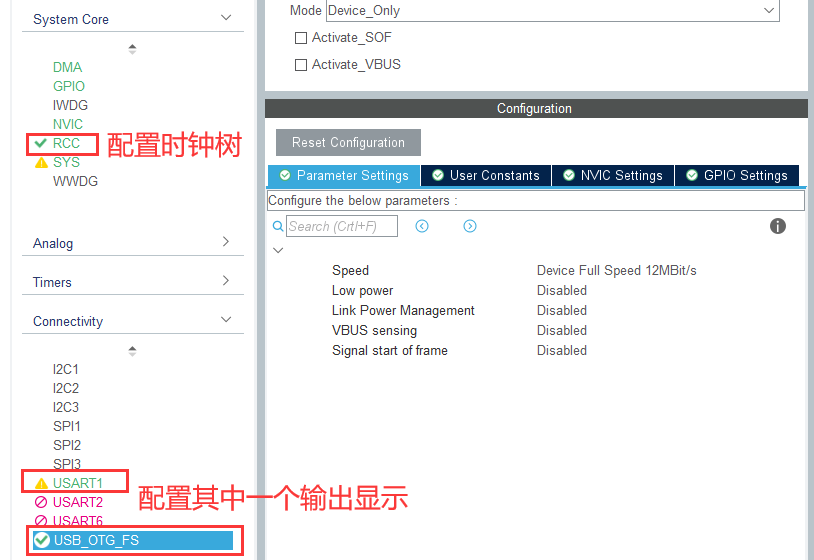 System Core
DMA
GPIO
IWDG
NVIC
RCC
配置时钟树
SYS
WWDG
Analog
Timers
Connectivity
I2C1
I2C2
I2C3
SPI1
SPI2
SPI3
USART1
配置其中一个输出显示
USART2
USART6
USB_OTG_FS
Mode Device_Only
Activate_SOF
Activate_VBUS
Configuration
Reset Configuration
Parameter Settings User Constants NVIC Settings GPIO Settings
Configure the below parameters :
Search (CrtI+F)
Speed Device Full Speed 12MBit/s
Low power Disabled
Link Power Management Disabled
VBUS sensing Disabled
Signal start of frame Disabled